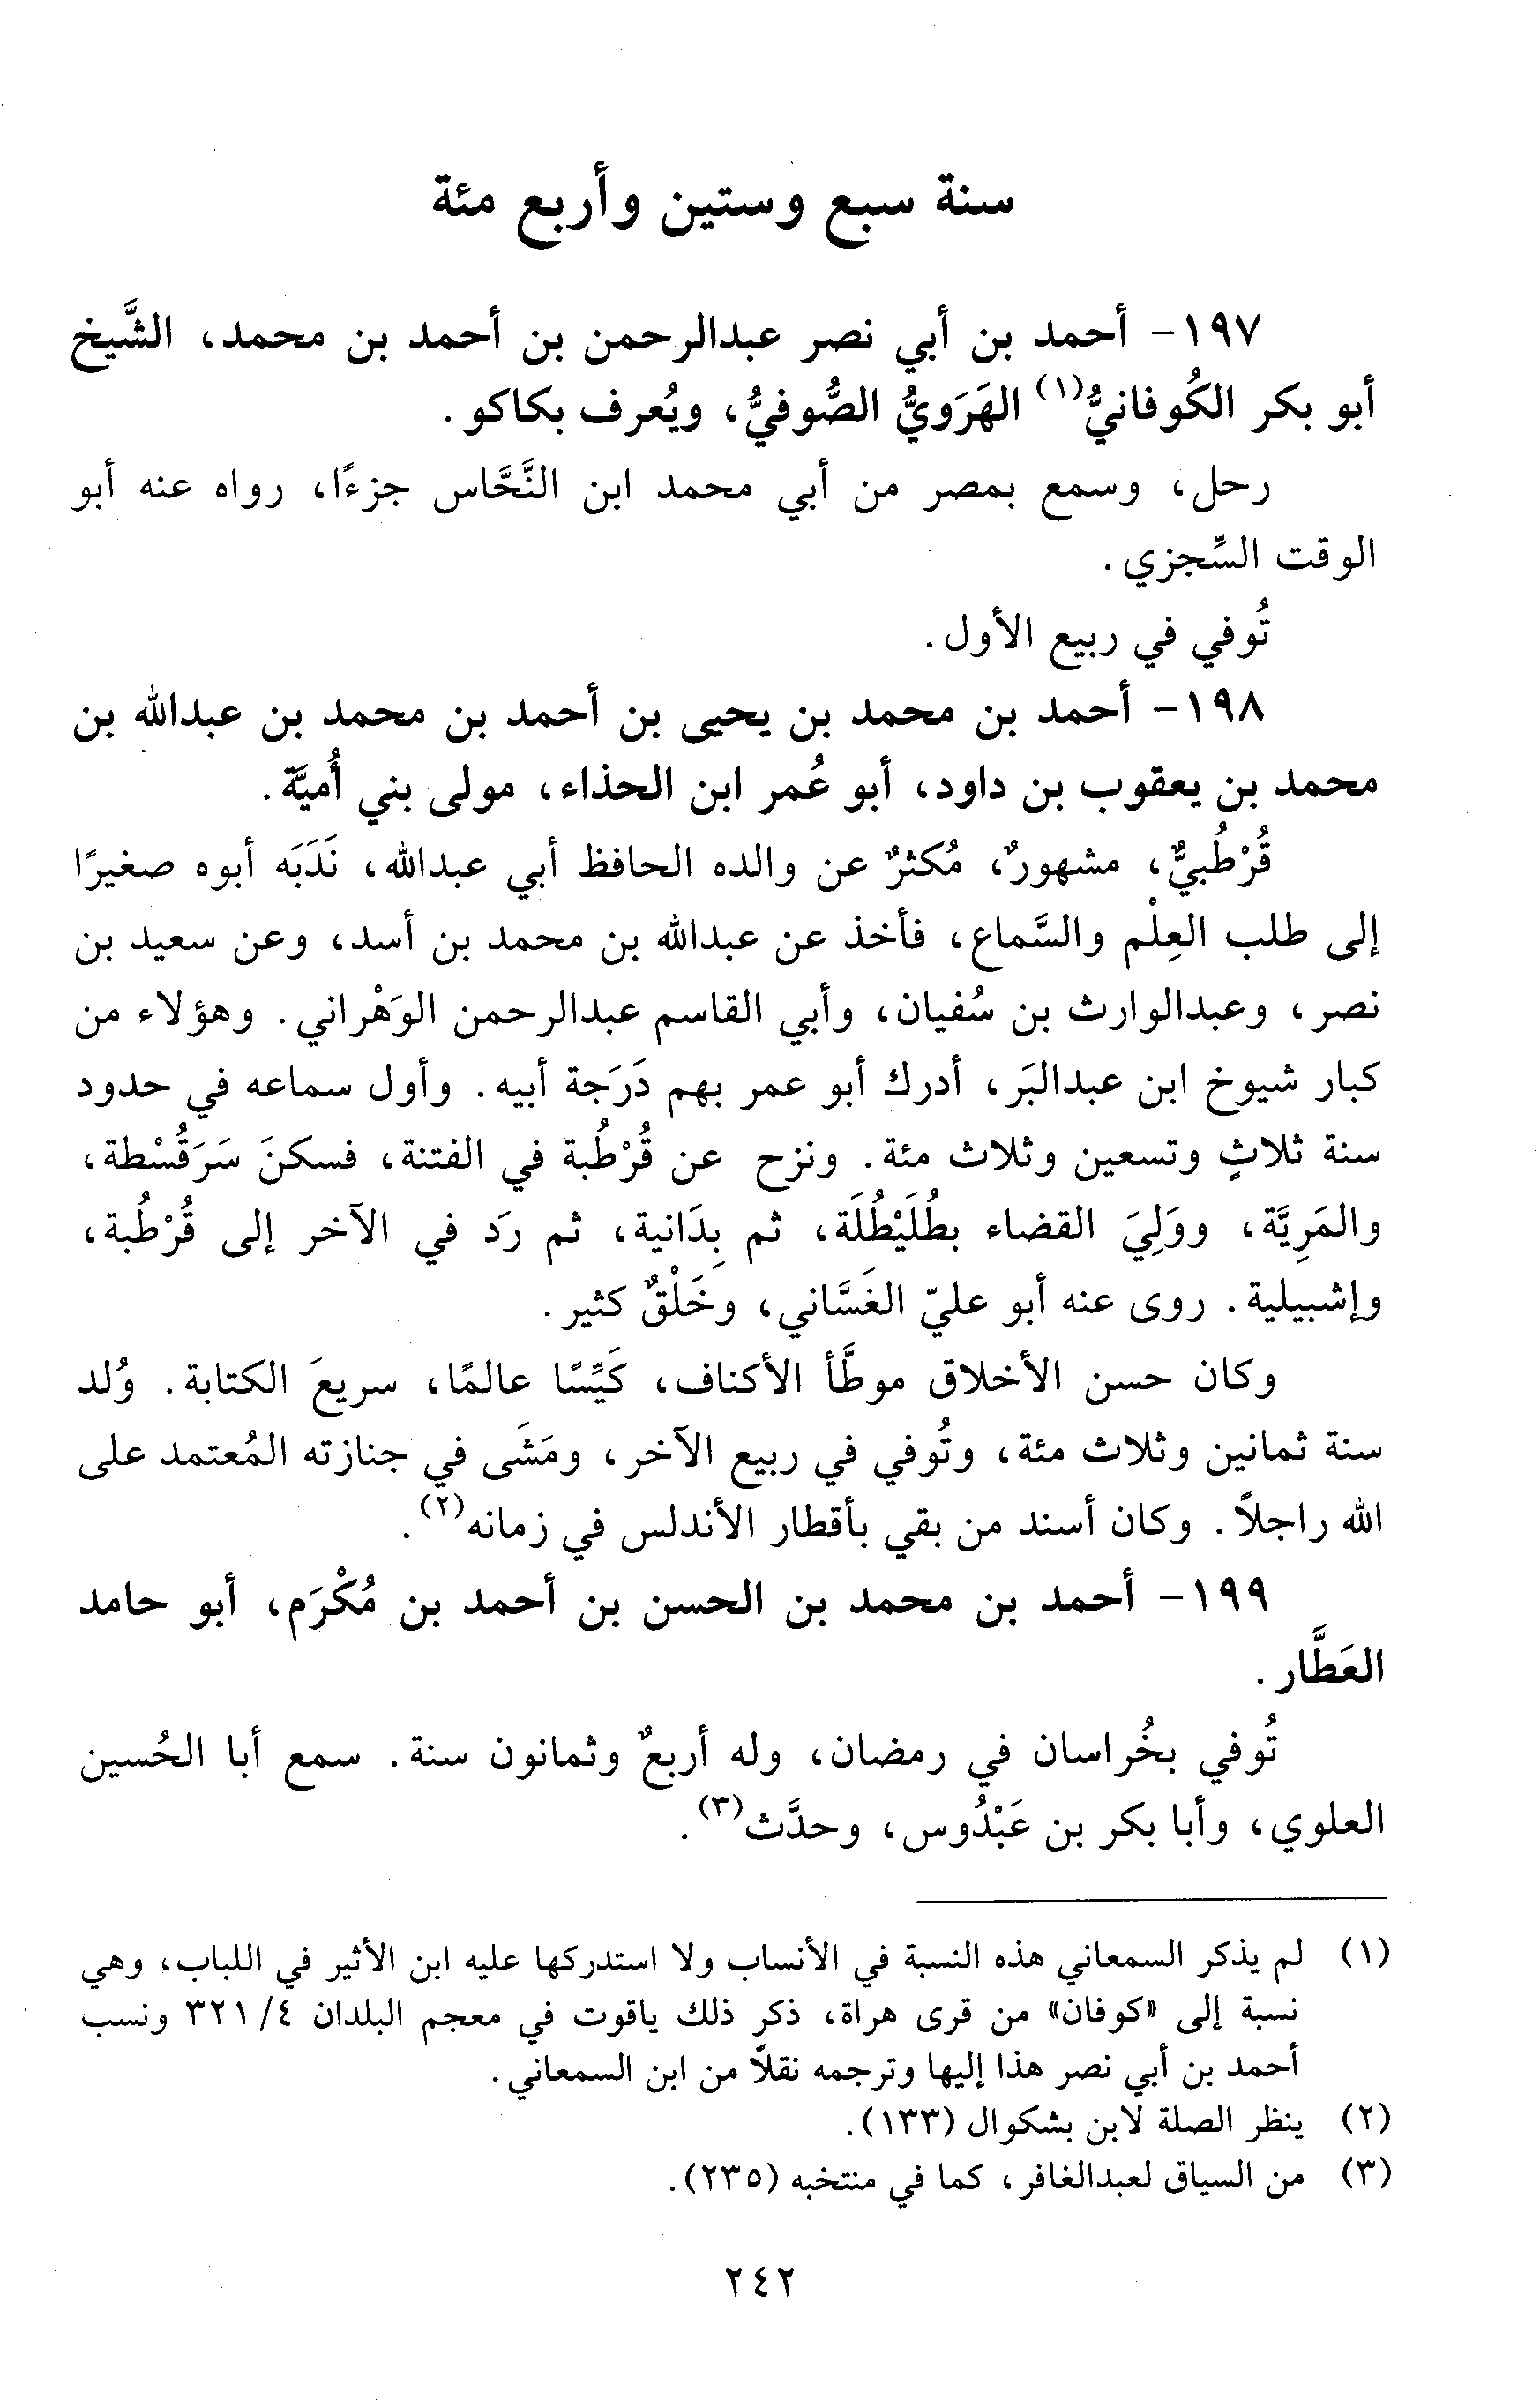 سنة سبع وستين وأربع مئة
١٩٧- أحمد بن أبي نصر عبدالرحمن بن أحمد بن محمد، الشَّيخ
أبو بكر الكُوفانيُّ(١) الهَرَويُّ الصُّوفيُّ، ويُعرف بكاكو.
رحل، وسمع بمصر من أبي محمد ابن النَّحَّاس جزءًا، رواه عنه أبو
الوقت السِّجزي.
تُوفي في ربيع الأول.
١٩٨- أحمد بن محمد بن يحيى بن أحمد بن محمد بن عبدالله بن
محمد بن يعقوب بن داود، أبو عُمر ابن الحذاء، مولى بني أُميَّة.
قُرْطُبيٌّ، مشهورٌ، مُكثرٌ عن والده الحافظ أبي عبدالله، نَدَبَه أبوه صغيرًا
إلى طلب العِلْم والسَّماع، فأخذ عن عبدالله بن محمد بن أسد، وعن سعيد بن
نصر، وعبدالوارث بن سُفيان، وأبي القاسم عبدالرحمن الوَهْراني. وهؤلاء من
كبار شيوخ ابن عبدالبَر، أدرك أبو عمر بهم دَرَجة أبيه. وأول سماعه في حدود
سنة ثلاثٍ وتسعين وثلاث مئة. ونزح عن قُرْطُبة في الفتنة، فسكنَ سَرَقُسْطة،
والمَرِيَّة، ووَلِيَ القضاء بطُلَيْطُلَة، ثم بِدَانية، ثم رَد في الآخر إلى قُرْطُبة،
وإشبيلية. روى عنه أبو عليّ الغَسَّاني، وخَلْقٌ كثير.
وكان حسن الأخلاق موطَّأ الأكناف، كَيِّسًا عالمًا، سريعَ الكتابة. وُلد
سنة ثمانين وثلاث مئة، وتُوفي في ربيع الآخر، ومَشَى في جنازته المُعتمد على
الله راجلاً. وكان أسند من بقي بأقطار الأندلس في زمانه(٢).
١٩٩- أحمد بن محمد بن الحسن بن أحمد بن مُكْرَم، أبو حامد
العَطَّار.
تُوفي بخُراسان في رمضان، وله أربعٌ وثمانون سنة. سمع أبا الحُسين
العلوي، وأبا بكر بن عَبْدُوس، وحدَّث(٣).
(١) لم يذكر السمعاني هذه النسبة في الأنساب ولا استدركها عليه ابن الأثير في اللباب، وهي
نسبة إلى «كوفان» من قرى هراة، ذكر ذلك ياقوت في معجم البلدان ٤/ ٣٢١ ونسب
أحمد بن أبي نصر هذا إليها وترجمه نقلاً من ابن السمعاني.
(٢) ينظر الصلة لابن بشكوال (١٣٣).
(٣) من السياق لعبدالغافر، كما في منتخبه (٢٣٥).
٢٤٢